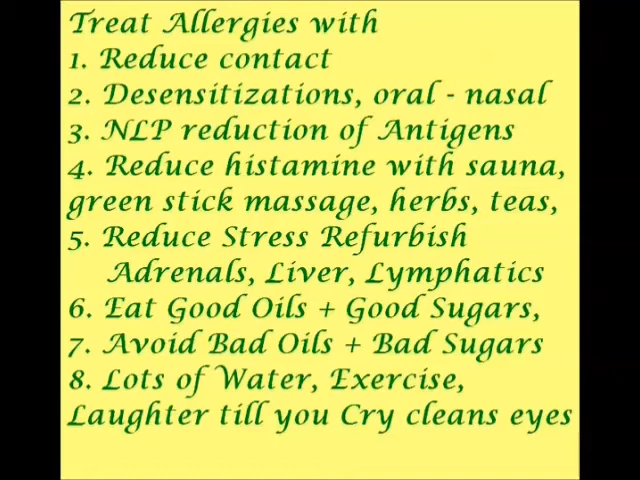 Treat Allergies with
1. Reduce contact
2. Desensitizations, oral - nasal
3. NLP reduction of Antigens
4. Reduce histamine with sauna,
green stick massage, herbs, teas,
5. Reduce Stress Refurbish
Adrenals, Liver, Lymphatics
6. Eat Good Oils + Good Sugars,
7. Avoid Bad Oils + Bad Sugars
8. Lots of Water, Exercise,
Laughter till you Cry cleans eyes